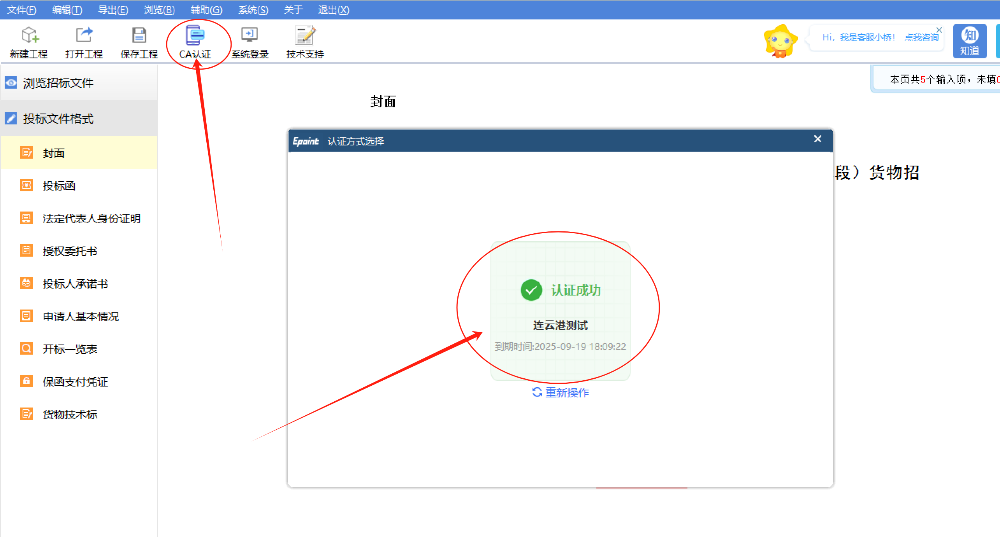 文件(F) 编辑(T) 导出(E) 浏览(B) 辅助(G) 系统(S) 关于 退出(X)
新建工程 打开工程 保存工程 CA认证 系统登录 技术支持
Hi，我是客服小桥！ 点我咨询
知
知道
浏览招标文件
投标文件格式
封面
投标函
法定代表人身份证明
授权委托书
投标人承诺书
申请人基本情况
开标一览表
保函支付凭证
货物技术标
本页共5个输入项，未填
封面
段）货物招
Epoint 认证方式选择
认证成功
连云港测试
到期时间:2025-09-19 18:09:22
重新操作